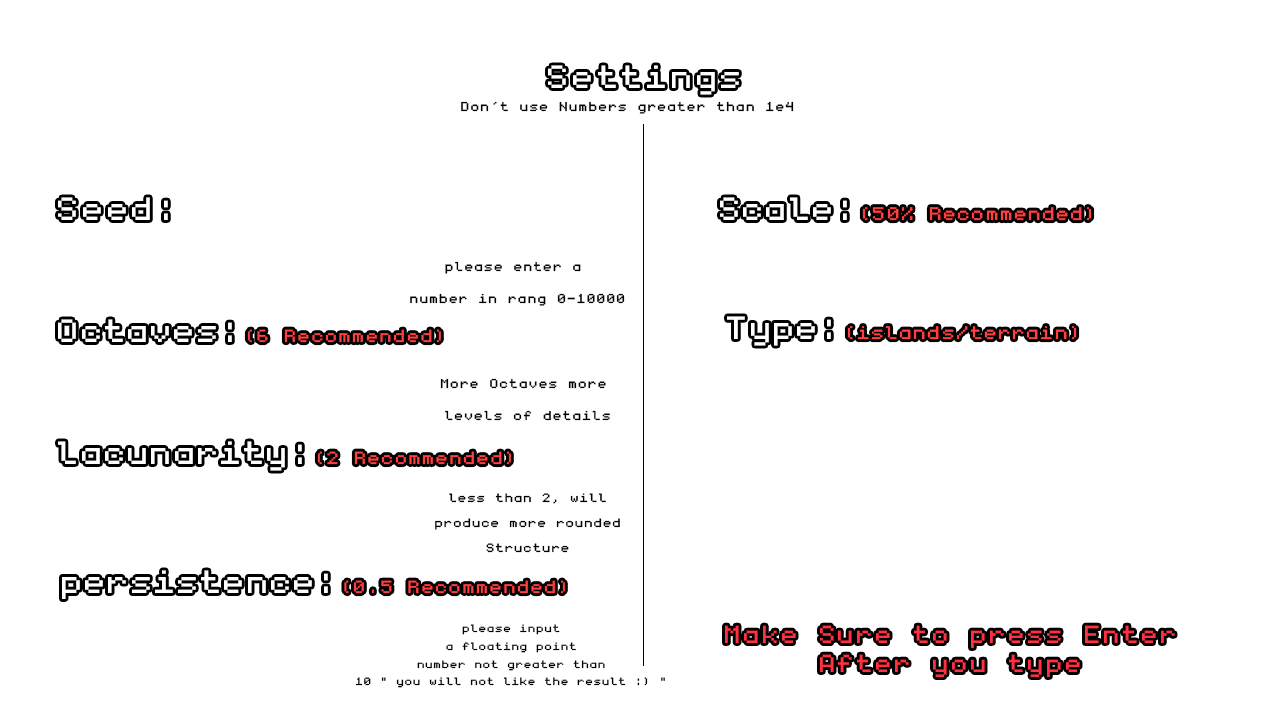 Settings
Don´t use Numbers greater than 1e4
Seed:
please enter a
number in rang 0-10000
Octaves: (6 Recommended)
More Octaves more
levels of details
lacunarity: (2 Recommended)
less than 2, will
produce more rounded
Structure
persistence: (0.5 Recommended)
please input
a floating point
number not greater than
10 " you will not like the result :) "
Scale: (50% Recommended)
Type: (islands/terrain)
Make Sure to press Enter
After you type